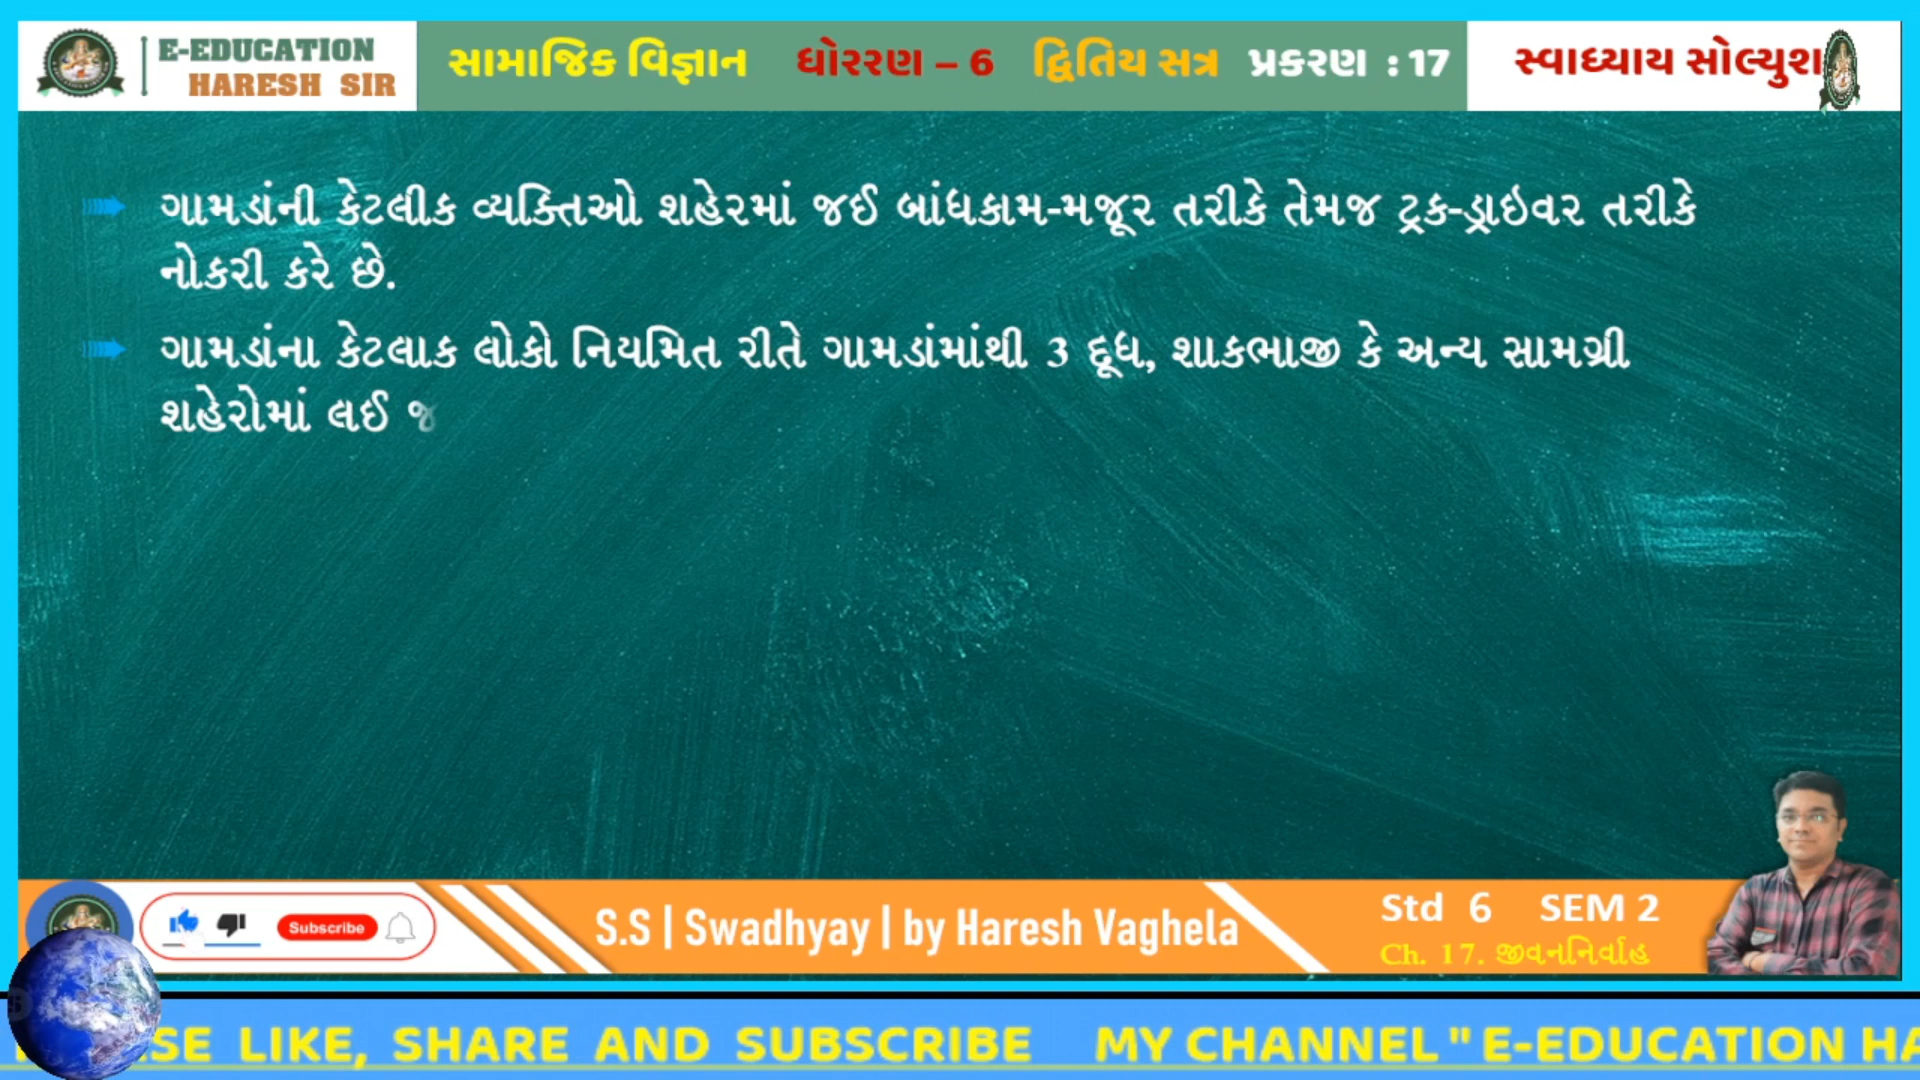 E-EDUCATION
HARESH SIR
સામાજિક વિજ્ઞાન ધોરરણ – 6 દ્વિતિય સત્ર પ્રકરણ : 17
સ્વાધ્યાય સોલ્યુશ
ગામડાંની કેટલીક વ્યક્તિઓ શહેરમાં જઈ બાંધકામ-મજૂર તરીકે તેમજ ટ્રક-ડ્રાઇવર તરીકે
નોકરી કરે છે.
ગામડાંના કેટલાક લોકો નિયમિત રીતે ગામડાંમાંથી 3 દૂધ, શાકભાજી કે અન્ય સામગ્રી
શહેરોમાં લઈ જ
Subscribe
S.S | Swadhyay | by Haresh Vaghela
Std 6 SEM 2
Ch. 17. જીવનનિર્વાહ
SE LIKE, SHARE AND SUBSCRIBE MY CHANNEL " E-EDUCATION HA